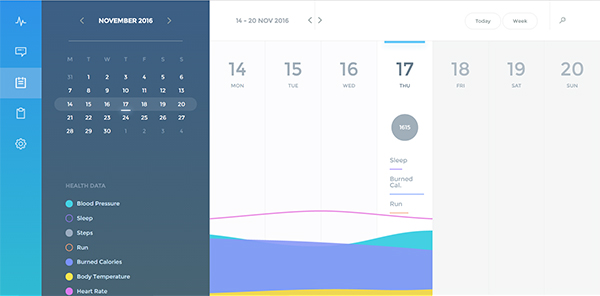 NOVEMBER 2016
M T W T F S S
31 1 2 3 4 5 6
7 8 9 10 11 12 13
14 15 16 17 18 19 20
21 22 23 24 25 26 27
28 29 30 1 2 3 4
HEALTH DATA
Blood Pressure
Sleep
Steps
Run
Burned Calories
Body Temperature
Heart Rate
14 - 20 NOV 2016
Today
Week
14 15 16 17 18 19 20
MON TUE WED THU FRI SAT SUN
1615
Sleep
Burned
Cal.
Run